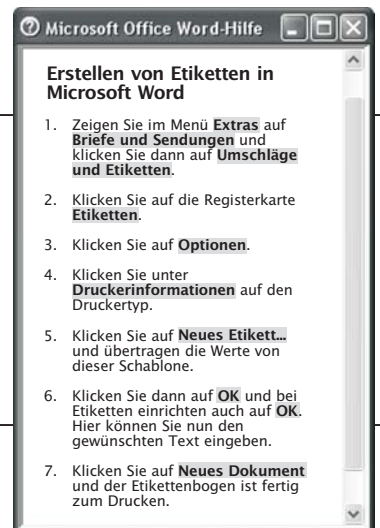 Microsoft Office Word-Hilfe
Erstellen von Etiketten in
Microsoft Word
1. Zeigen Sie im Menü Extras auf
Briefe und Sendungen und
klicken Sie dann auf Umschläge
und Etiketten.
2. Klicken Sie auf die Registerkarte
Etiketten.
3. Klicken Sie auf Optionen.
4. Klicken Sie unter
Druckerinformationen auf den
Druckertyp.
5. Klicken Sie auf Neues Etikett...
und übertragen die Werte von
dieser Schablone.
6. Klicken Sie dann auf OK und bei
Etiketten einrichten auch auf OK.
Hier können Sie nun den
gewünschten Text eingeben.
7. Klicken Sie auf Neues Dokument
und der Etikettenbogen ist fertig
zum Drucken.